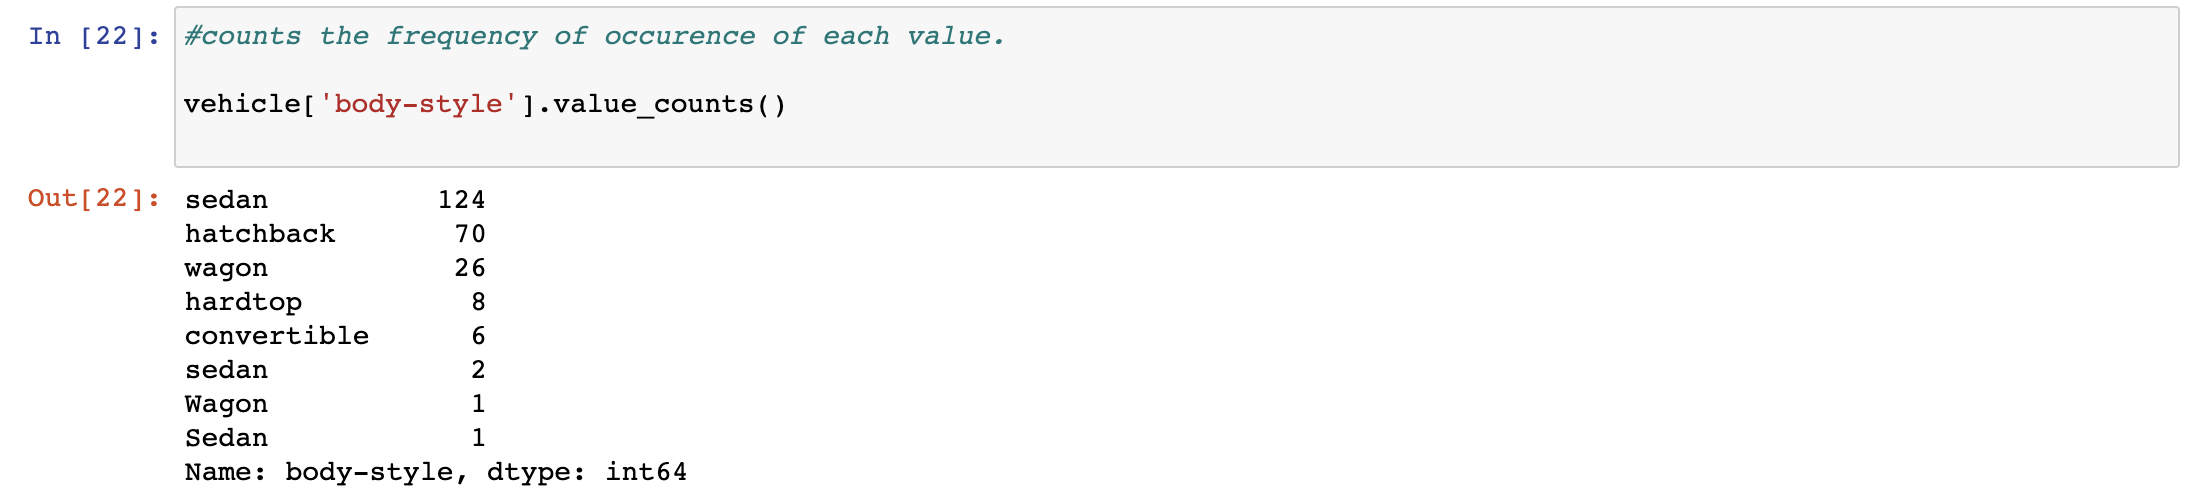 In [22]: #counts the frequency of occurence of each value.
vehicle['body-style'].value_counts()
Out[22]: sedan 124
hatchback 70
wagon 26
hardtop 8
convertible 6
sedan 2
Wagon 1
Sedan 1
Name: body-style, dtype: int64